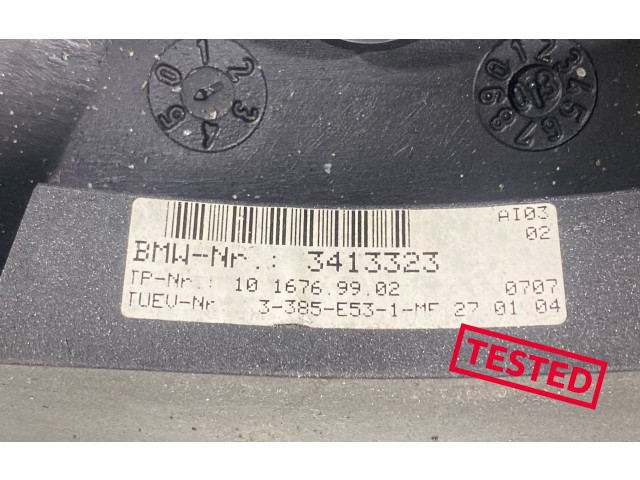 AI03
02
BMW-Nr.: 3413323
TP-Nr.: 10 1676.99.02 0707
TUEV-Nr 3-385-E53-1-MF 27 01 04
TESTED